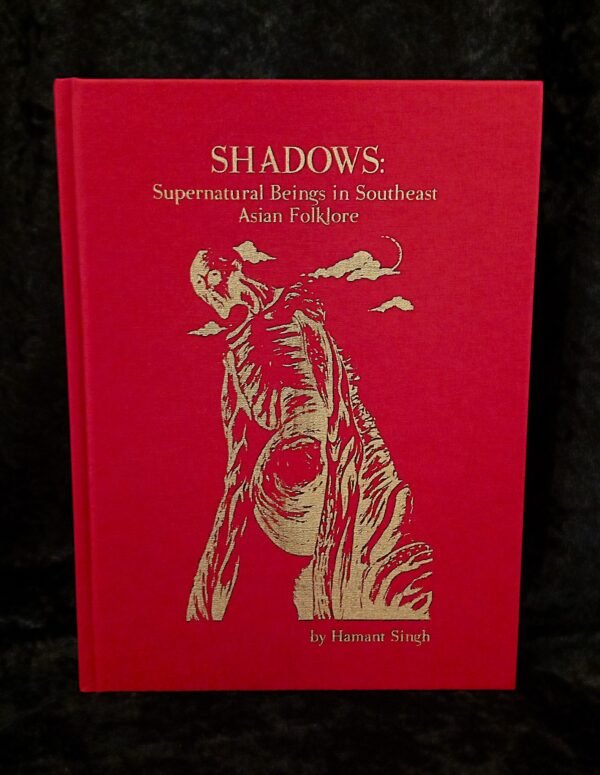 SHADOWS:
Supernatural Beings in Southeast
Asian Folklore
by Hamant Singh